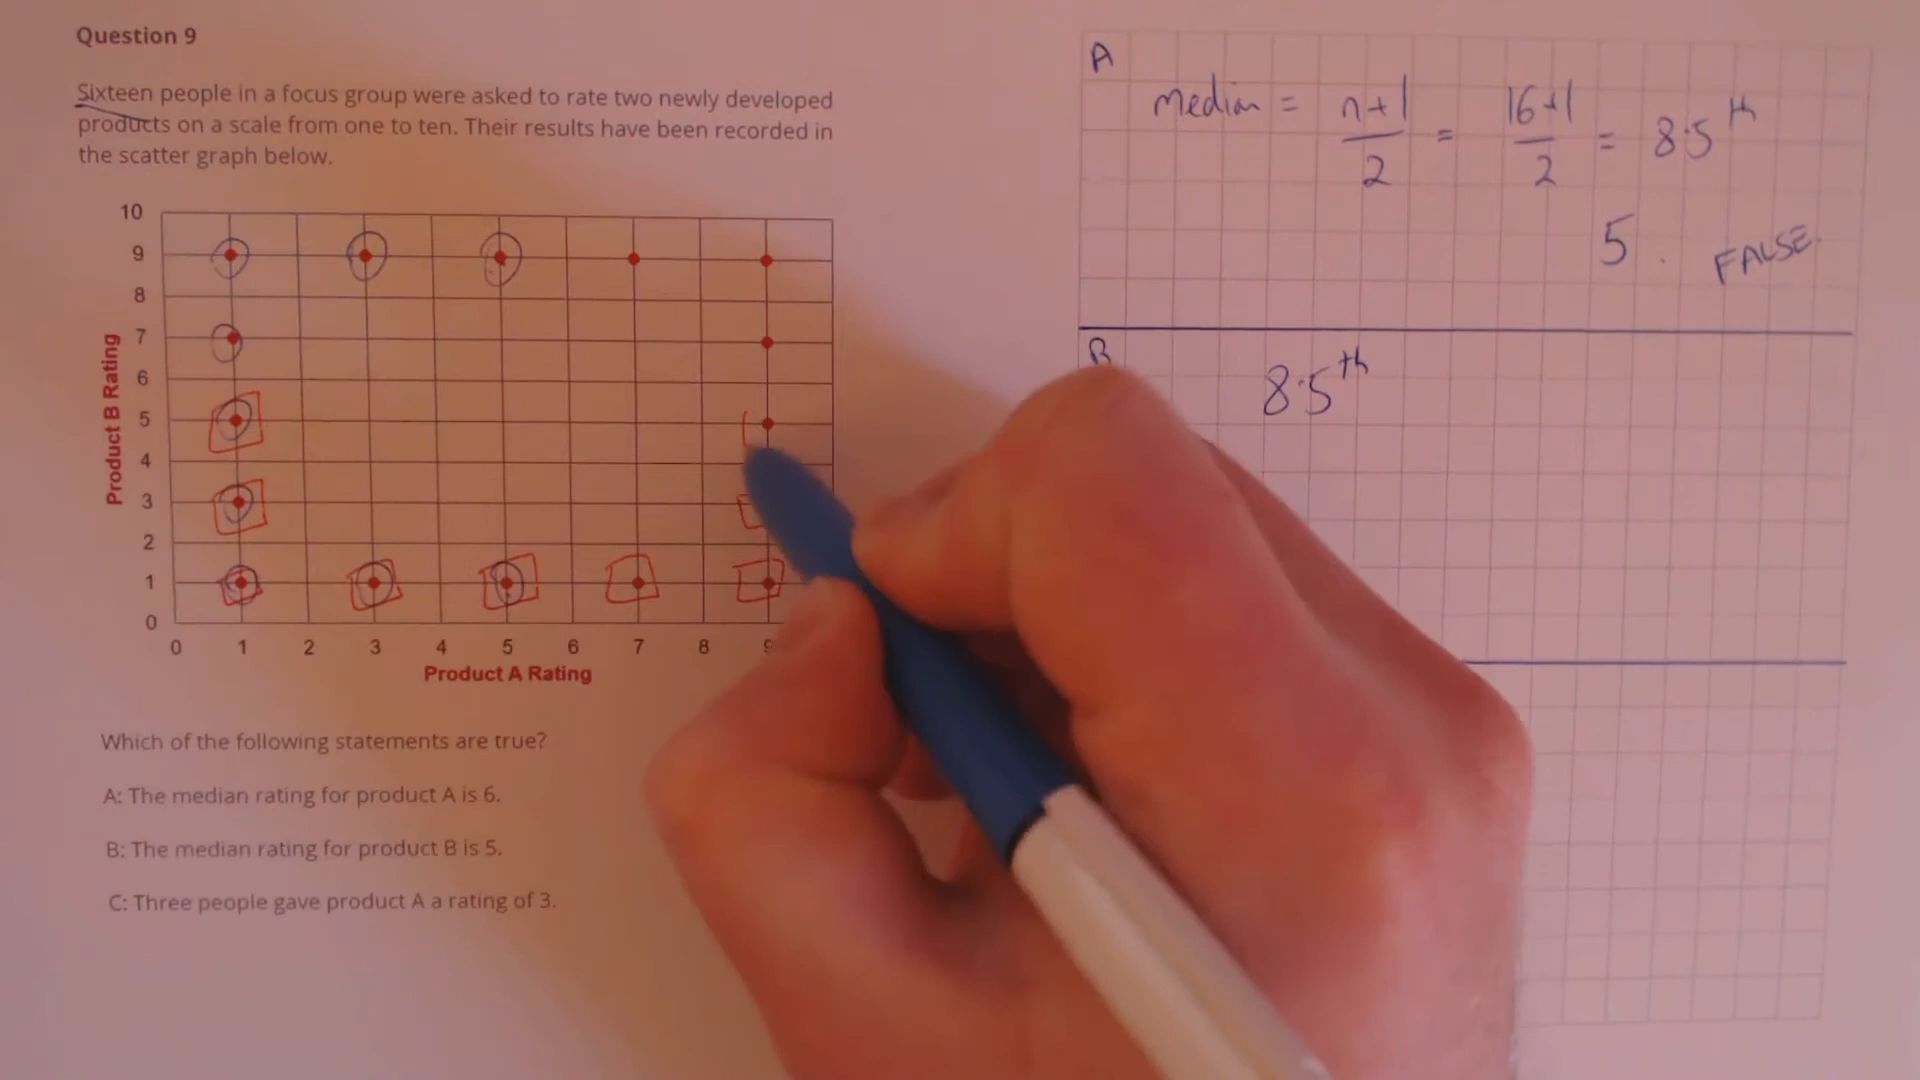 Question 9
Sixteen people in a focus group were asked to rate two newly developed
products on a scale from one to ten. Their results have been recorded in
the scatter graph below.
10
9
8
7
6
5
4
3
2
1
0
Product B Rating
0 1 2 3 4 5 6 7 8 9
Product A Rating
Which of the following statements are true?
A: The median rating for product A is 6.
B: The median rating for product B is 5.
C: Three people gave product A a rating of 3.
A
median = n+1/2 = 16+1/2 = 8.5th
5. FALSE.
B
8.5th